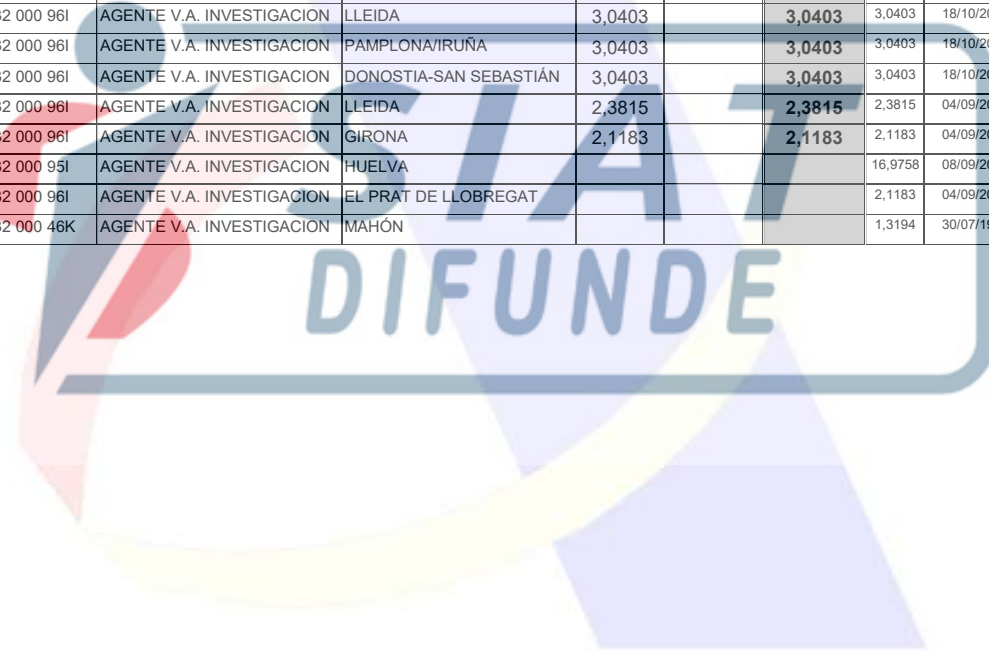 32 000 96I AGENTE V.A. INVESTIGACION LLEIDA 3,0403 3,0403 3,0403 18/10/20
32 000 96I AGENTE V.A. INVESTIGACION PAMPLONA/IRUÑA 3,0403 3,0403 3,0403 18/10/20
32 000 96I AGENTE V.A. INVESTIGACION DONOSTIA-SAN SEBASTIÁN 3,0403 3,0403 3,0403 18/10/20
32 000 96I AGENTE V.A. INVESTIGACION LLEIDA 2,3815 2,3815 2,3815 04/09/20
32 000 96I AGENTE V.A. INVESTIGACION GIRONA 2,1183 2,1183 2,1183 04/09/20
32 000 95I AGENTE V.A. INVESTIGACION HUELVA 16,9758 08/09/20
32 000 96I AGENTE V.A. INVESTIGACION EL PRAT DE LLOBREGAT 2,1183 04/09/20
32 000 46K AGENTE V.A. INVESTIGACION MAHÓN 1,3194 30/07/19
SIAT
DIFUNDE